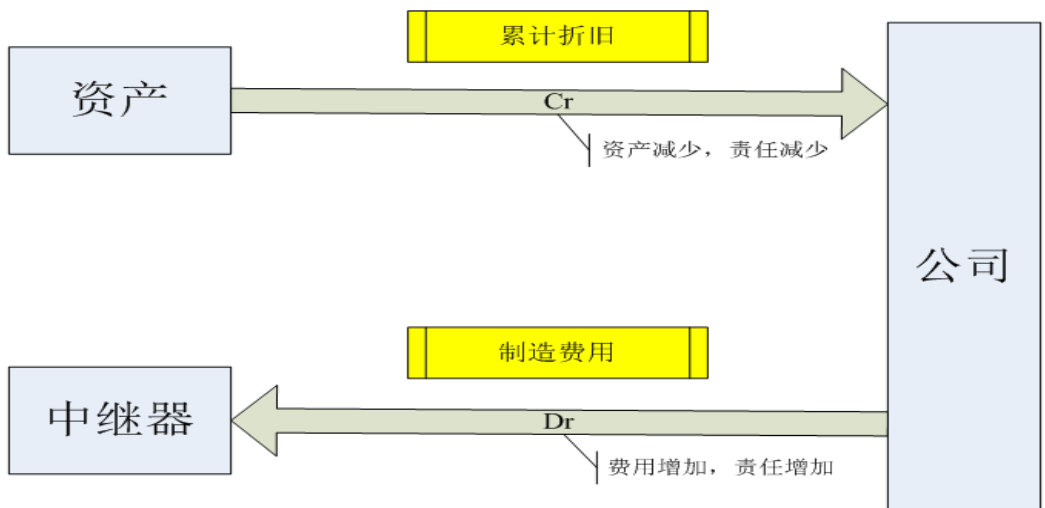 累计折旧
资产
Cr
资产减少，责任减少
公司
制造费用
中继器
Dr
费用增加，责任增加